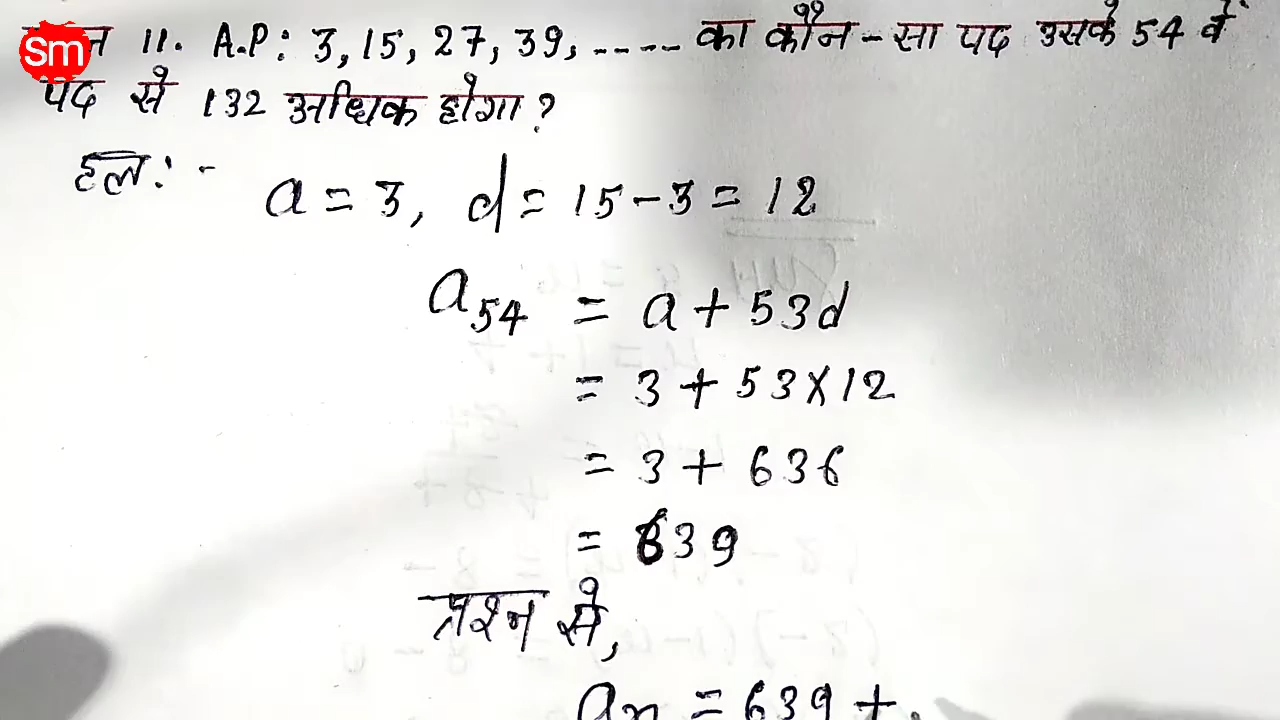 Sm
न 11. A.P: 3, 15, 27, 39, ----- का कौन-सा पद उसके 54 वें
पद से 132 अधिक होगा?
हल: -
a = 3, d = 15 - 3 = 12
a54 = a + 53d
= 3 + 53 x 12
= 3 + 636
= 639
प्रश्न से,
an = 639 +